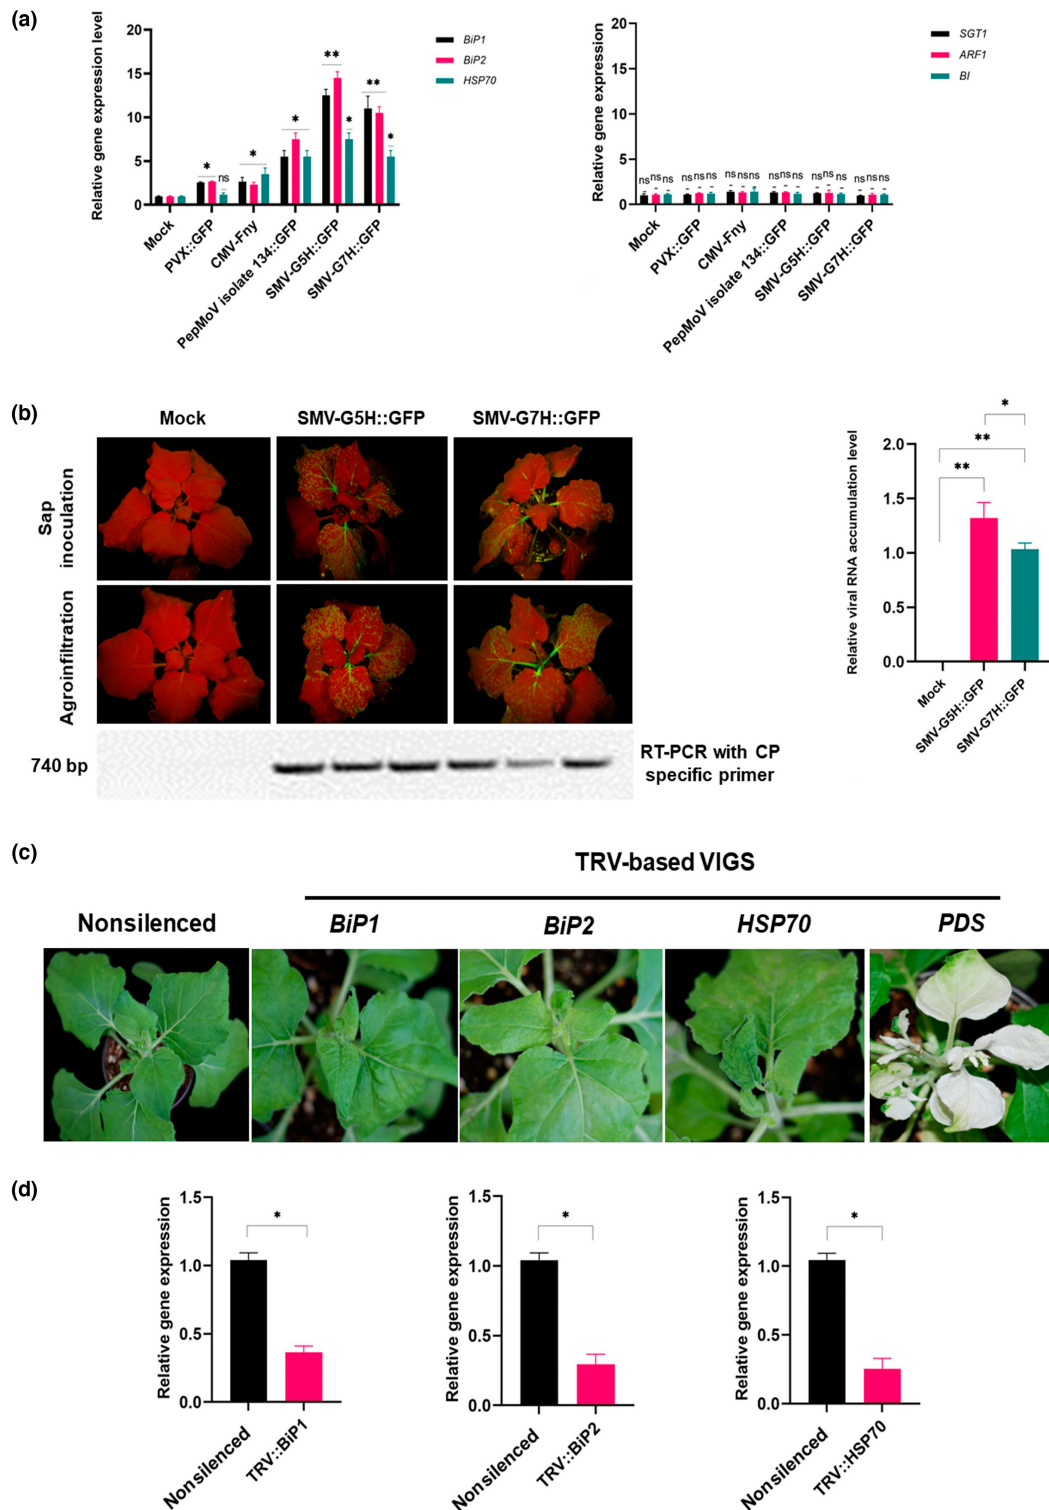 (a)
Relative gene expression level
20
15
10
5
0
BiP1
BiP2
HSP70
*
ns
*
*
**
*
**
*
Mock
PVX::GFP
CMV-Fny
PepMoV isolate 134::GFP
SMV-G5H::GFP
SMV-G7H::GFP
Relative gene expression
20
15
10
5
0
SGT1
ARF1
BI
ns ns ns ns ns ns ns ns ns ns ns ns ns ns ns ns ns ns
Mock
PVX::GFP
CMV-Fny
PepMoV isolate 134::GFP
SMV-G5H::GFP
SMV-G7H::GFP
(b)
Mock SMV-G5H::GFP SMV-G7H::GFP
Sap
inoculation
Agroinfiltration
740 bp
RT-PCR with CP
specific primer
Relative viral RNA accumulation level
2.0
1.5
1.0
0.5
0.0
*
**
**
Mock
SMV-G5H::GFP
SMV-G7H::GFP
(c)
TRV-based VIGS
Nonsilenced BiP1 BiP2 HSP70 PDS
(d)
Relative gene expression
1.5
1.0
0.5
0.0
*
Nonsilenced
TRV::BiP1
Relative gene expression
1.5
1.0
0.5
0.0
*
Nonsilenced
TRV::BiP2
Relative gene expression
1.5
1.0
0.5
0.0
*
Nonsilenced
TRV::HSP70